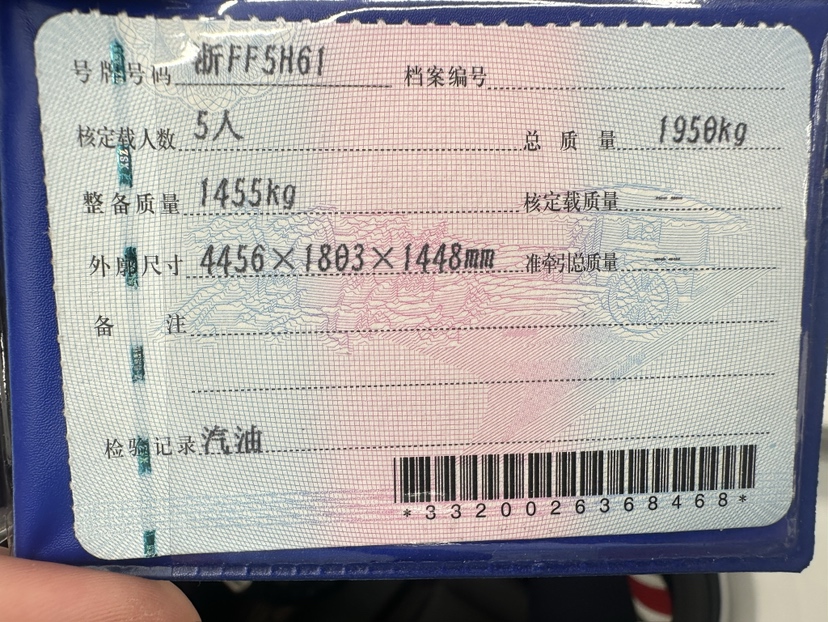 号牌号码 浙FF5H61 档案编号
核定载人数 5人 总质量 1950kg
整备质量 1455kg 核定载质量 --
外廓尺寸 4456×1803×1448mm 准牵引总质量 --
备注
检验记录 汽油
*3320026368468*